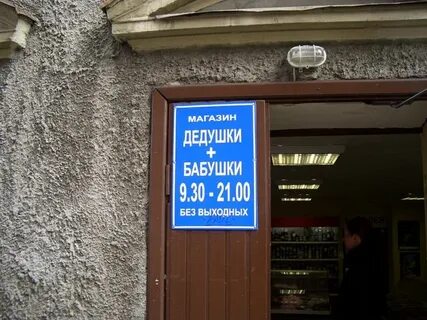 МАГАЗИН
ДЕДУШКИ
+
БАБУШКИ
9.30 - 21.00
БЕЗ ВЫХОДНЫХ